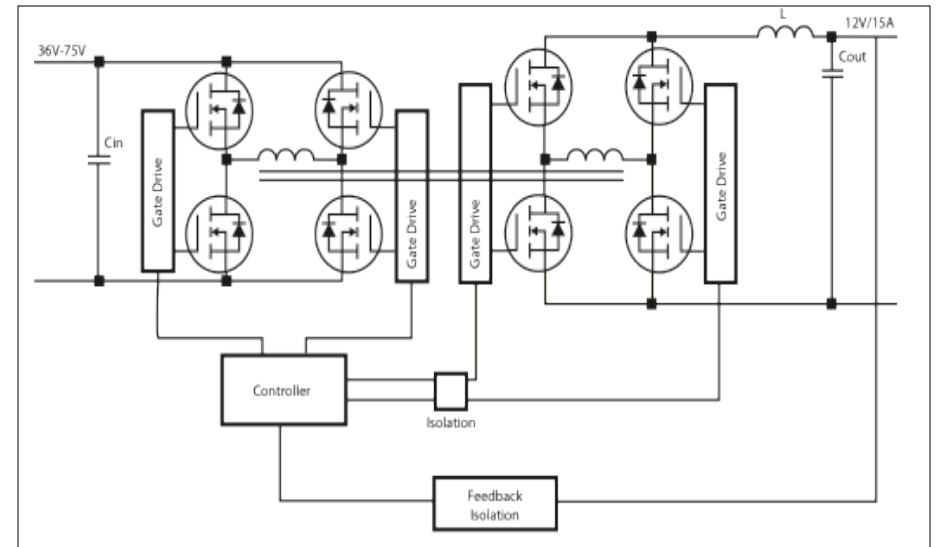 L
12V/15A
36V-75V
Cout
Cin
Gate Drive
Gate Drive
Gate Drive
Gate Drive
Controller
Isolation
Feedback
Isolation